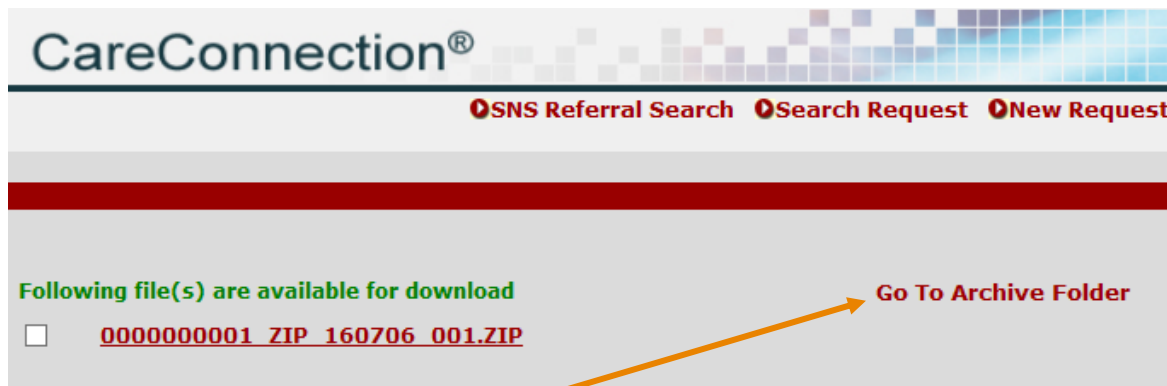 CareConnection®
SNS Referral Search Search Request New Request
Following file(s) are available for download
Go To Archive Folder
0000000001_ZIP_160706_001.ZIP